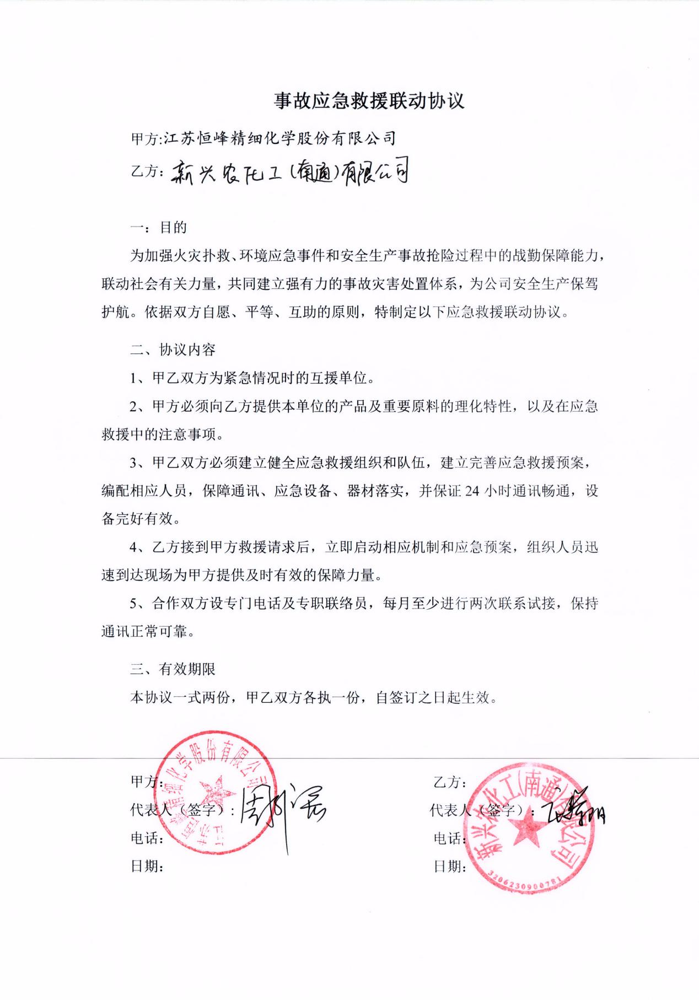 事故应急救援联动协议
甲方:江苏恒峰精细化学股份有限公司
乙方：新兴农化工（南通）有限公司
一：目的
为加强火灾扑救、环境应急事件和安全生产事故抢险过程中的战勤保障能力，
联动社会有关力量，共同建立强有力的事故灾害处置体系，为公司安全生产保驾
护航。依据双方自愿、平等、互助的原则，特制定以下应急救援联动协议。
二、协议内容
1、甲乙双方为紧急情况时的互援单位。
2、甲方必须向乙方提供本单位的产品及重要原料的理化特性，以及在应急
救援中的注意事项。
3、甲乙双方必须建立健全应急救援组织和队伍，建立完善应急救援预案，
编配相应人员，保障通讯、应急设备、器材落实，并保证 24 小时通讯畅通，设
备完好有效。
4、乙方接到甲方救援请求后，立即启动相应机制和应急预案，组织人员迅
速到达现场为甲方提供及时有效的保障力量。
5、合作双方设专门电话及专职联络员，每月至少进行两次联系试接，保持
通讯正常可靠。
三、有效期限
本协议一式两份，甲乙双方各执一份，自签订之日起生效。
甲方：
代表人（签字）：
电话：
日期：
江苏恒峰精细化学股份有限公司
乙方：
代表人（签字）：
电话：
日期：
新兴农化工（南通）有限公司
3206230900781